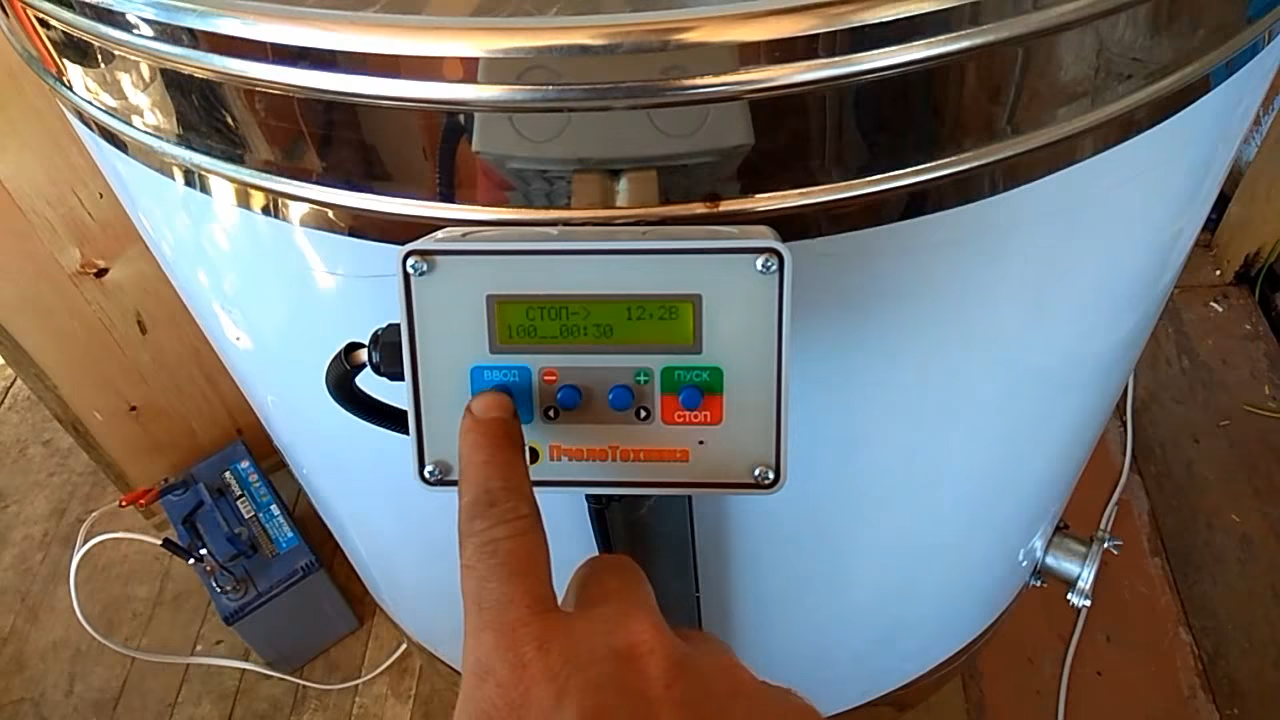 СТОП-> 12,2В
100__00:30
ВВОД
ПУСК
СТОП
ПчелоТехника